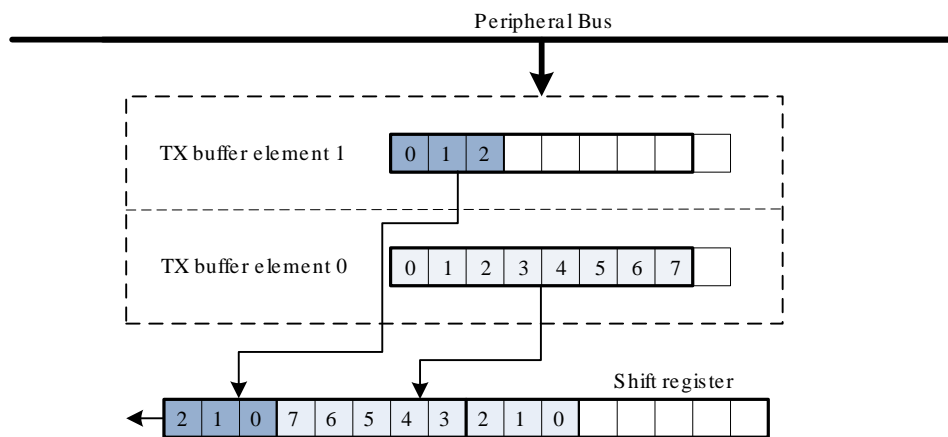 Peripheral Bus
TX buffer element 1
0 1 2
TX buffer element 0
0 1 2 3 4 5 6 7
Shift register
2 1 0 7 6 5 4 3 2 1 0